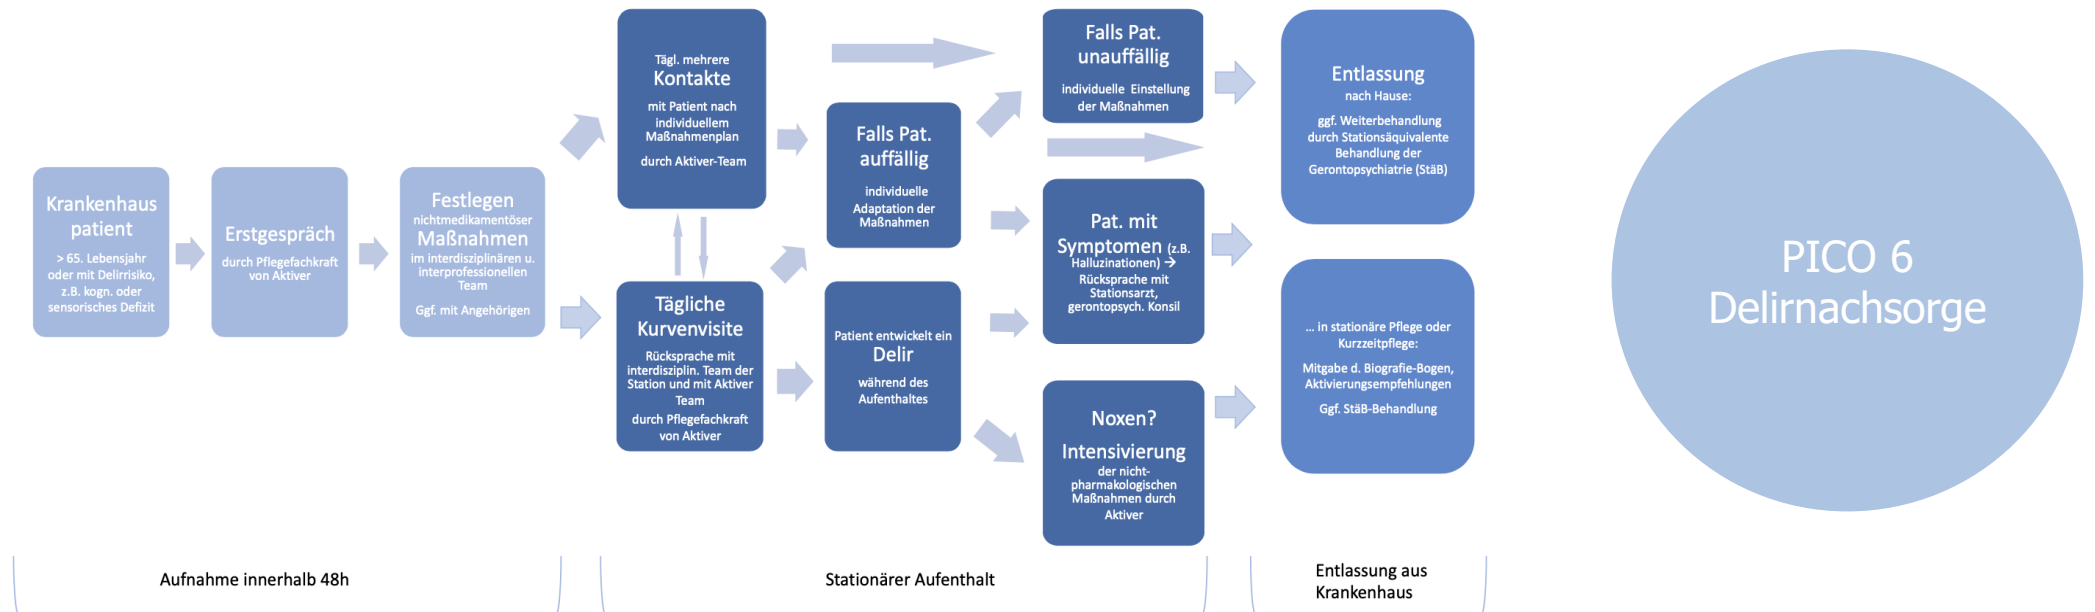 Krankenhaus
patient
> 65. Lebensjahr
oder mit Delirrisiko,
z.B. kogn. oder
sensorisches Defizit
Erstgespräch
durch Pflegefachkraft
von Aktiver
Festlegen
nichtmedikamentöser
Maßnahmen
im interdisziplinären u.
interprofessionellen
Team
Ggf. mit Angehörigen
Tägl. mehrere
Kontakte
mit Patient nach
individuellem
Maßnahmenplan
durch Aktiver-Team
Tägliche
Kurvenvisite
Rücksprache mit
interdisziplin. Team der
Station und mit Aktiver
Team
durch Pflegefachkraft
von Aktiver
Falls Pat.
auffällig
individuelle
Adaptation der
Maßnahmen
Patient entwickelt ein
Delir
während des
Aufenthaltes
Falls Pat.
unauffällig
individuelle Einstellung
der Maßnahmen
Pat. mit
Symptomen (z.B.
Halluzinationen) →
Rücksprache mit
Stationsarzt,
gerontopsych. Konsil
Noxen?
Intensivierung
der nicht-
pharmakologischen
Maßnahmen durch
Aktiver
Entlassung
nach Hause:
ggf. Weiterbehandlung
durch Stationsäquivalente
Behandlung der
Gerontopsychiatrie (StäB)
... in stationäre Pflege oder
Kurzzeitpflege:
Mitgabe d. Biografie-Bogen,
Aktivierungsempfehlungen
Ggf. StäB-Behandlung
PICO 6
Delirnachsorge
Aufnahme innerhalb 48h
Stationärer Aufenthalt
Entlassung aus
Krankenhaus